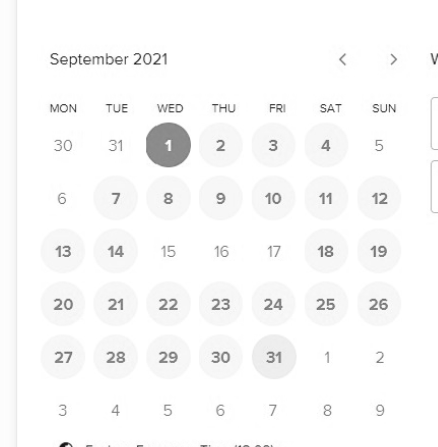 September 2021
W
MON TUE WED THU FRI SAT SUN
30 31 1 2 3 4 5
6 7 8 9 10 11 12
13 14 15 16 17 18 19
20 21 22 23 24 25 26
27 28 29 30 31 1 2
3 4 5 6 7 8 9